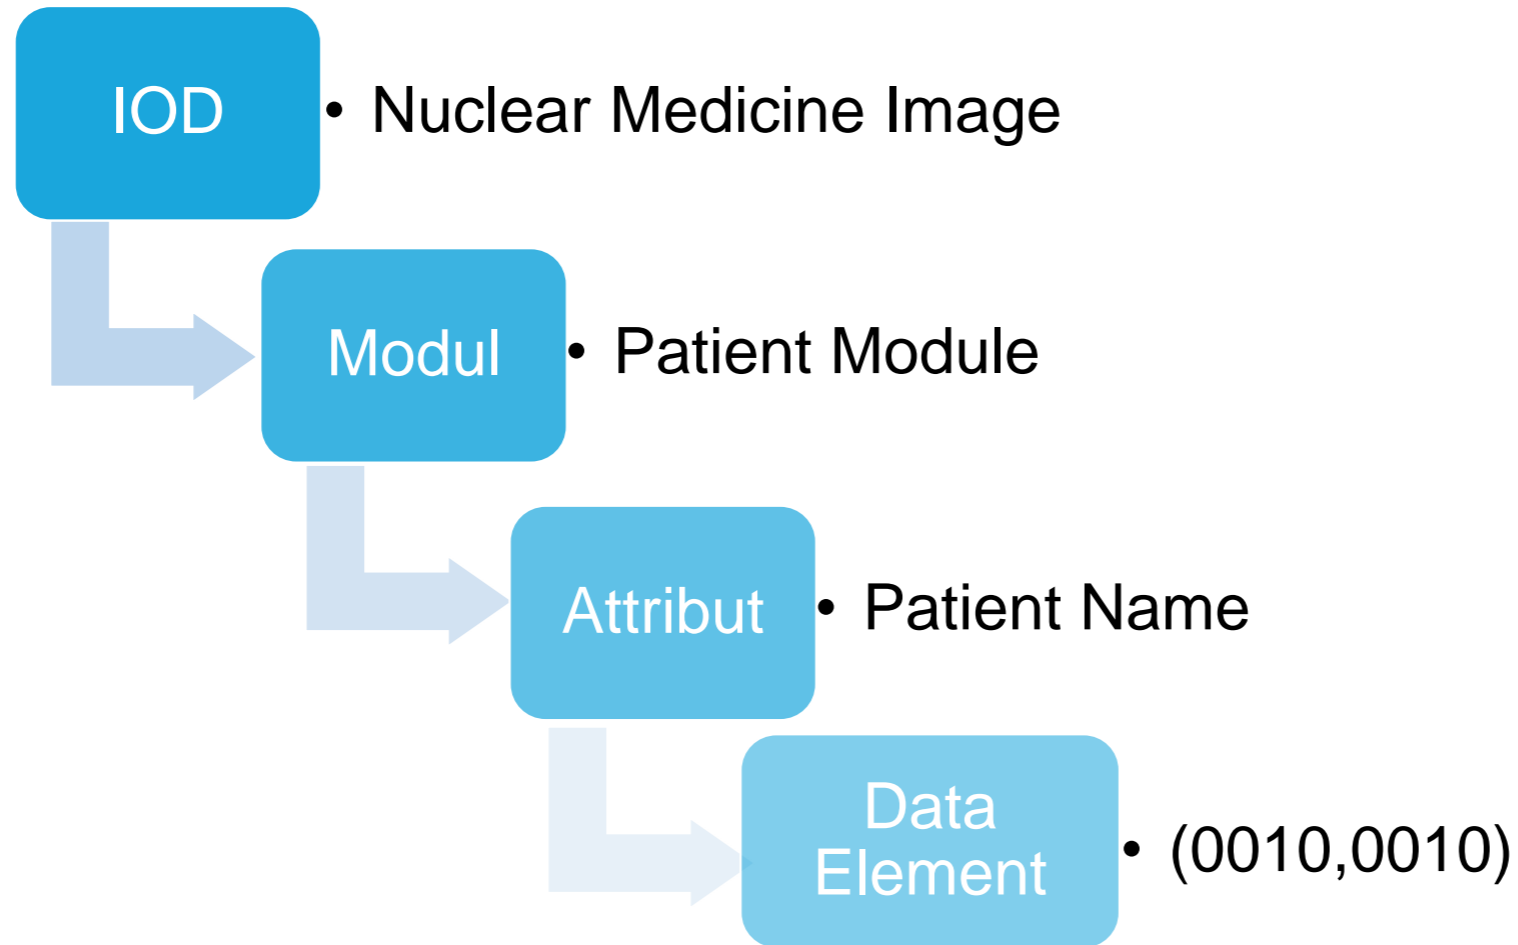 IOD
• Nuclear Medicine Image
Modul
• Patient Module
Attribut
• Patient Name
Data
Element
• (0010,0010)